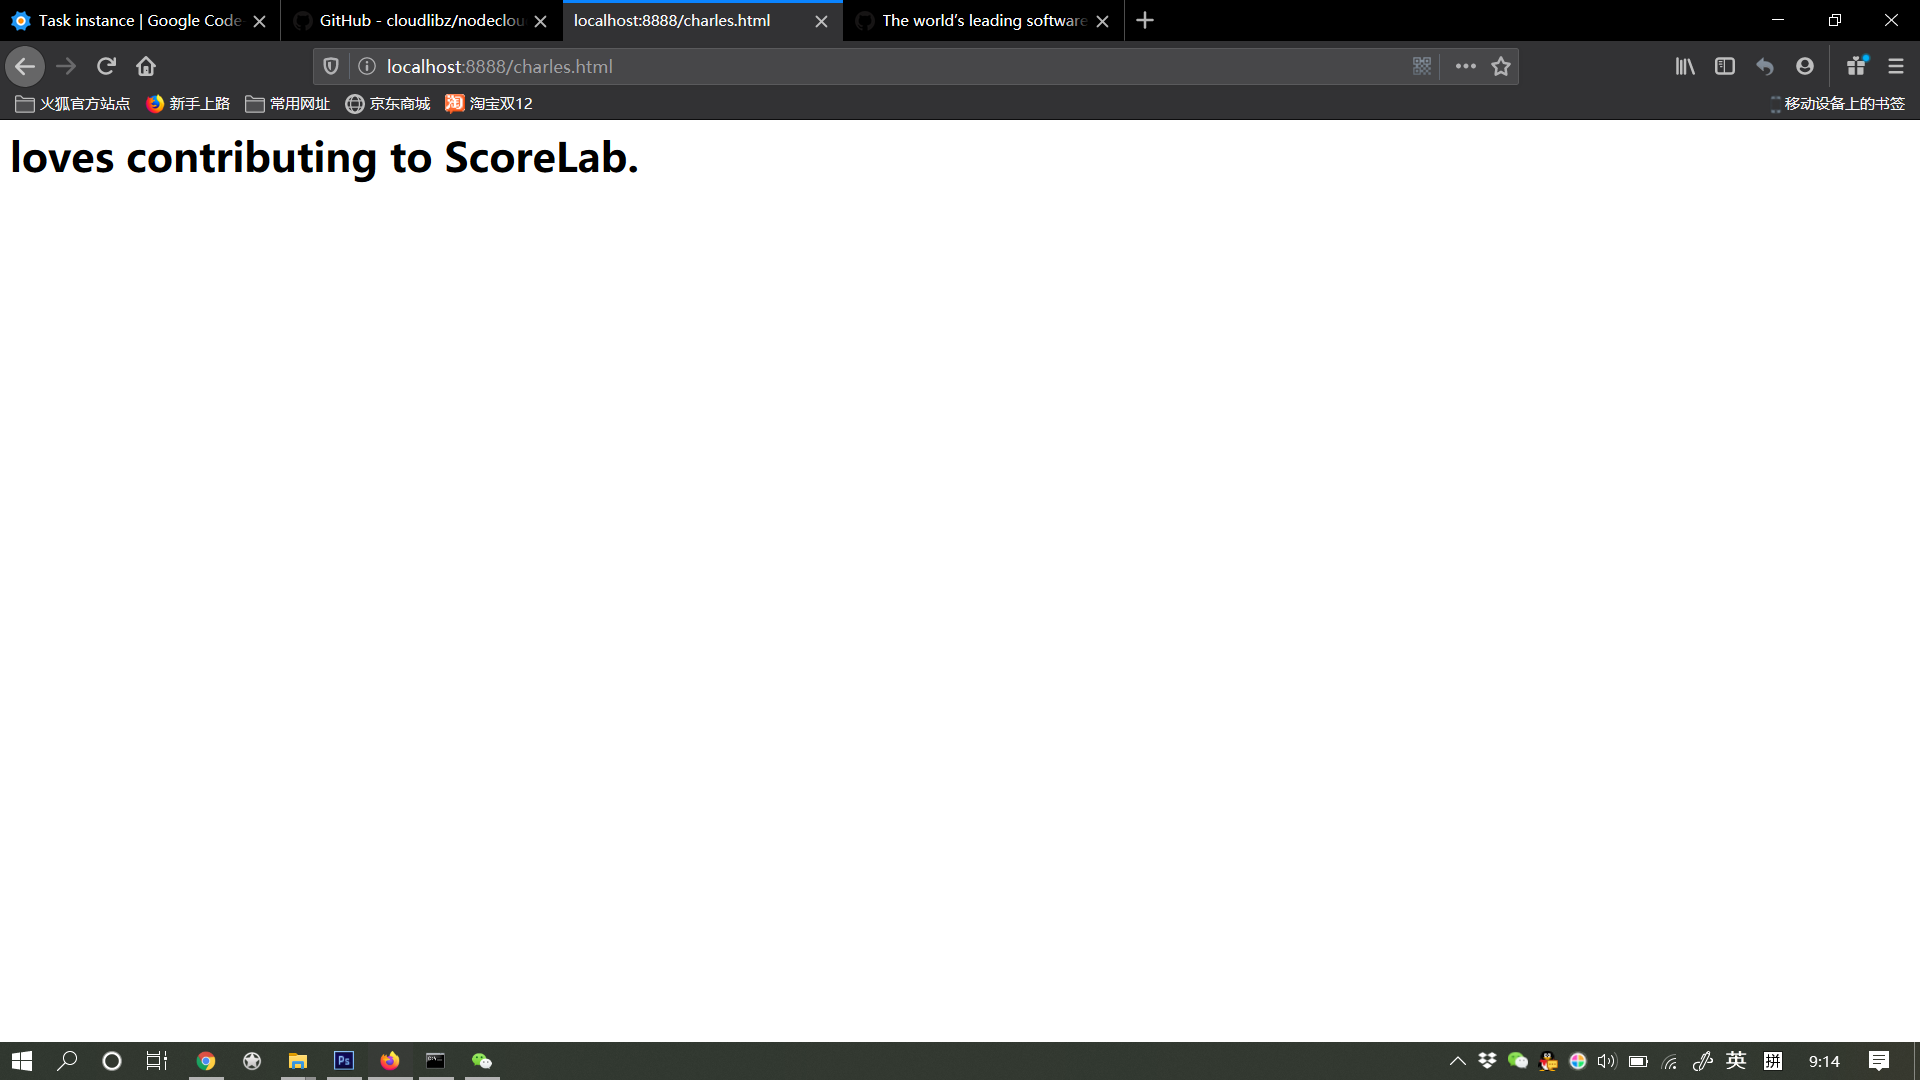 Task instance | Google Code-
GitHub - cloudlibz/nodeclou
localhost:8888/charles.html
The world's leading software
localhost:8888/charles.html
火狐官方站点
新手上路
常用网址
京东商城
淘
淘宝双12
移动设备上的书签
loves contributing to ScoreLab.
Ps
英
拼
9:14